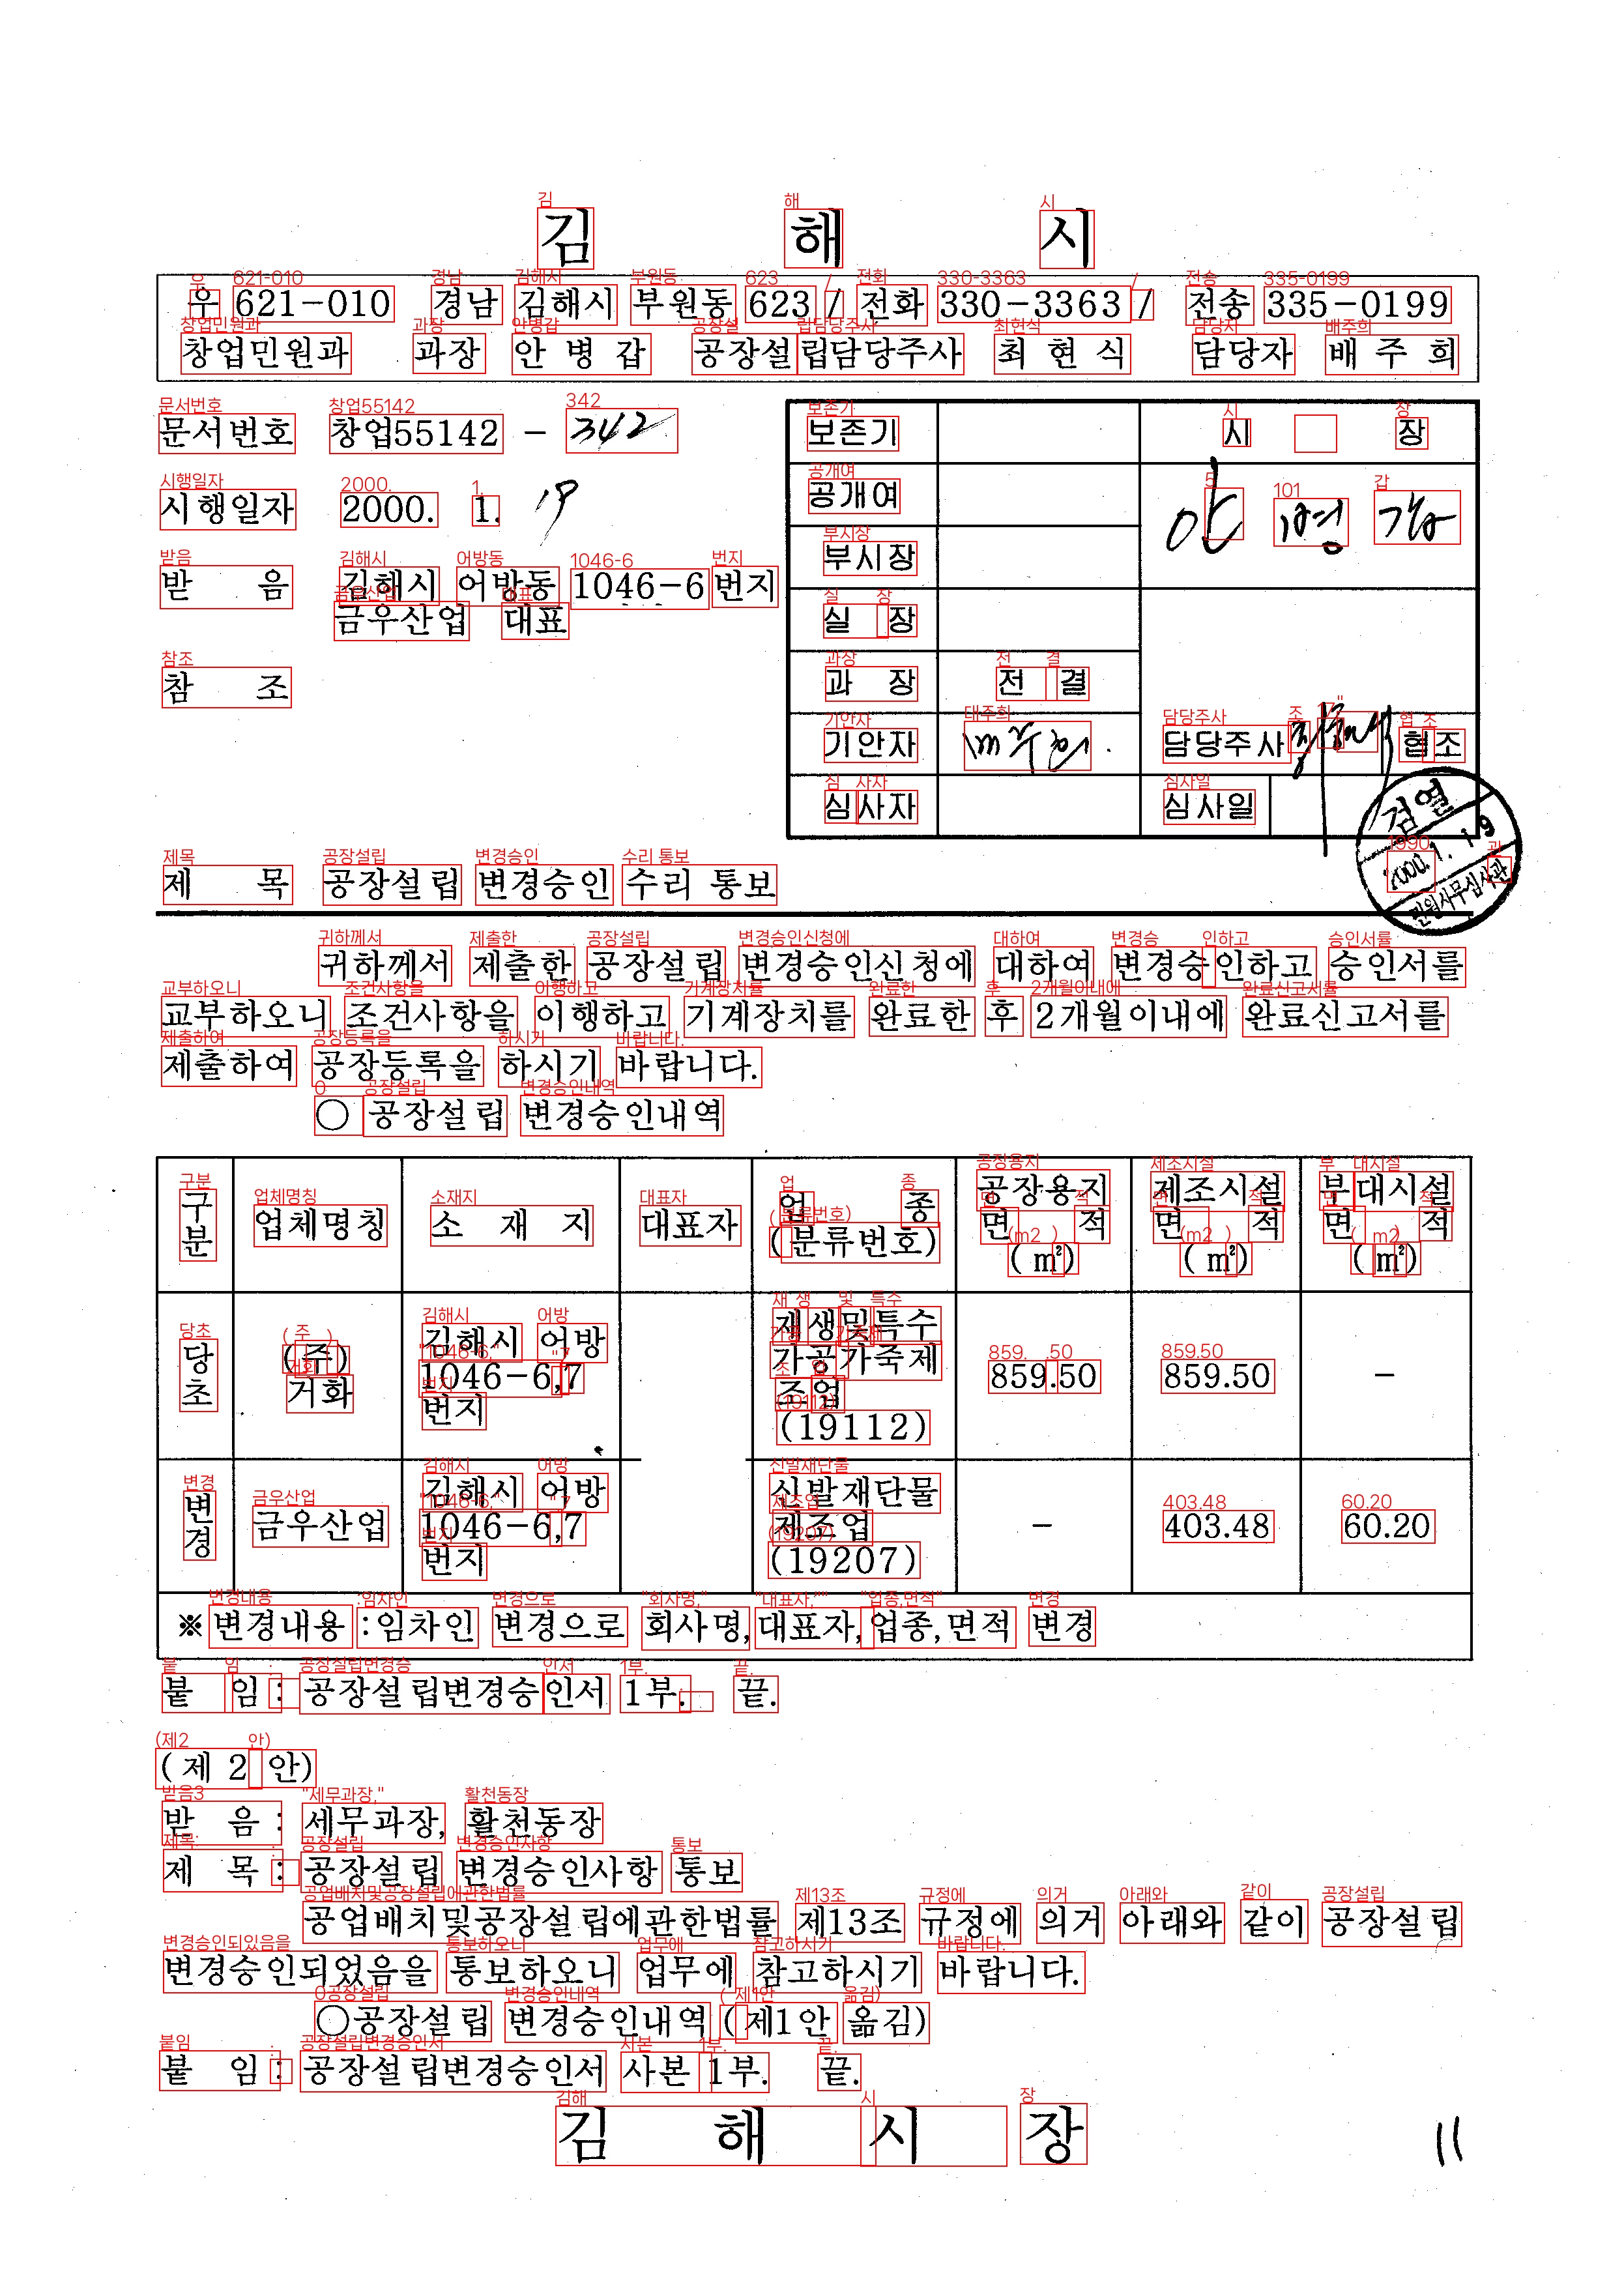 김 해 시
우 621-010 경남 김해시 부원동 623 / 전화 330-3363 / 전송 335-0199
창업민원과 과장 안 병 갑 공장설립담당주사 최 현 식 담당자 배 주 희
문서번호 창업55142 - 342
시행일자 2000. 1. 19
받 음 김해시 어방동 1046-6 번지
금우산업 대표
참 조
보존기 시 장
공개여 안 병 갑
부시장
실 장
과 장 전 결
기안자 배주희 담당주사 협조
심사자 심사일
검열
2000. 1. 19
민원사무심사관
제 목 공장설립 변경승인 수리 통보
귀하께서 제출한 공장설립 변경승인신청에 대하여 변경승인하고 승인서를
교부하오니 조건사항을 이행하고 기계장치를 완료한 후 2개월이내에 완료신고서를
제출하여 공장등록을 하시기 바랍니다.
○ 공장설립 변경승인내역
구분 업체명칭 소 재 지 대표자 업 종 (분류번호) 공장용지 면 적 (㎡) 제조시설 면 적 (㎡) 부대시설 면 적 (㎡)
당초 (주) 거화 김해시 어방 1046-6,7 번지 재생및특수 가공가죽제 조업 (19112) 859.50 859.50 -
변경 금우산업 김해시 어방 1046-6,7 번지 신발재단물 제조업 (19207) - 403.48 60.20
※ 변경내용 : 임차인 변경으로 회사명, 대표자, 업종, 면적 변경
붙 임 : 공장설립변경승인서 1부. 끝.
(제 2 안)
받 음 : 세무과장, 활천동장
제 목 : 공장설립 변경승인사항 통보
공업배치및공장설립에관한법률 제13조 규정에 의거 아래와 같이 공장설립
변경승인되었음을 통보하오니 업무에 참고하시기 바랍니다.
○공장설립 변경승인내역 (제1안 옮김)
붙 임 : 공장설립변경승인서 사본 1부. 끝.
김 해 시 장
11